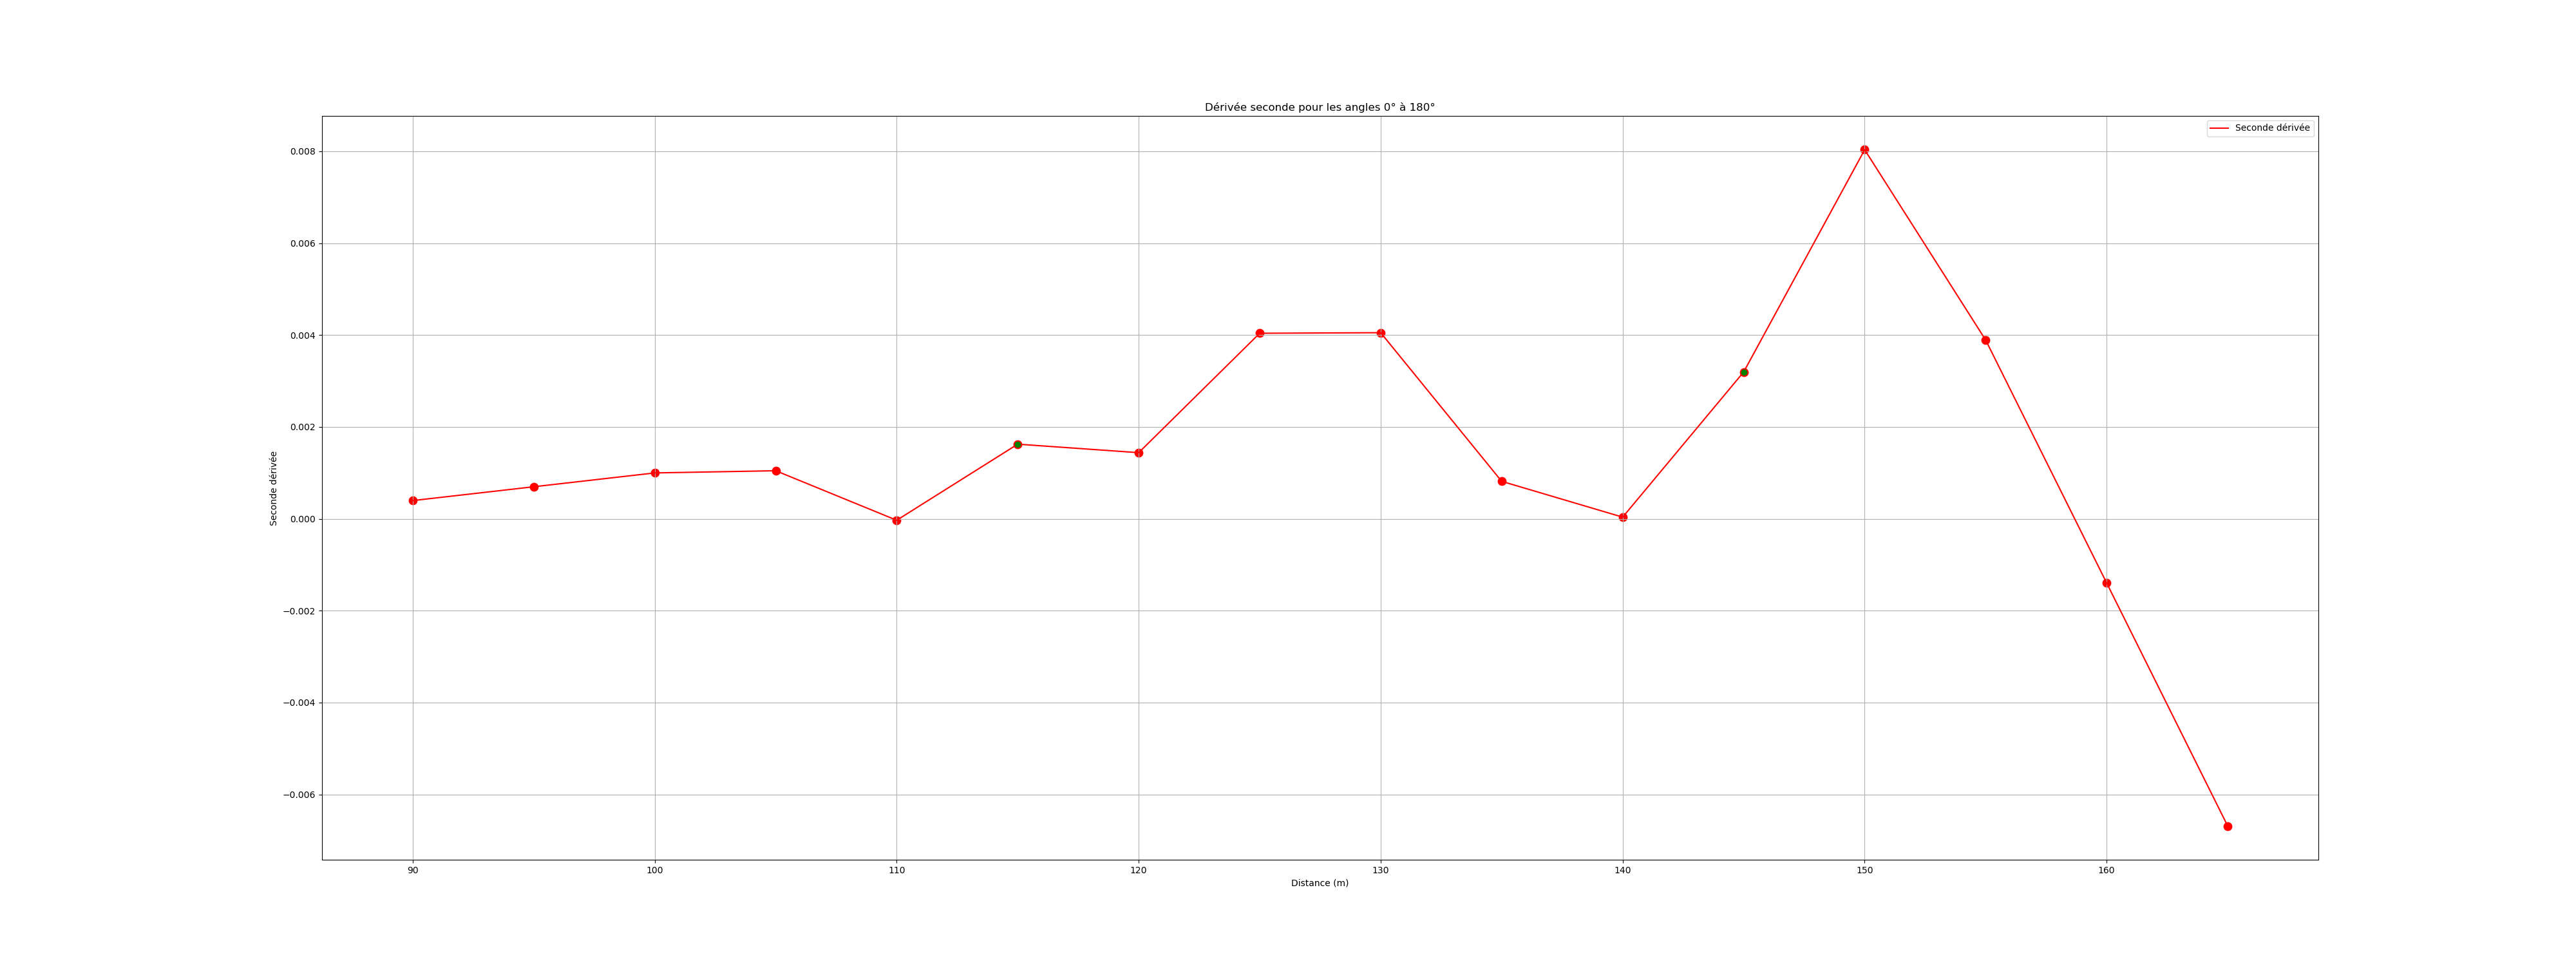 Dérivée seconde pour les angles 0° à 180°
Seconde dérivée
0.008
0.006
0.004
0.002
0.000
−0.002
−0.004
−0.006
Seconde dérivée
90 100 110 120 130 140 150 160
Distance (m)